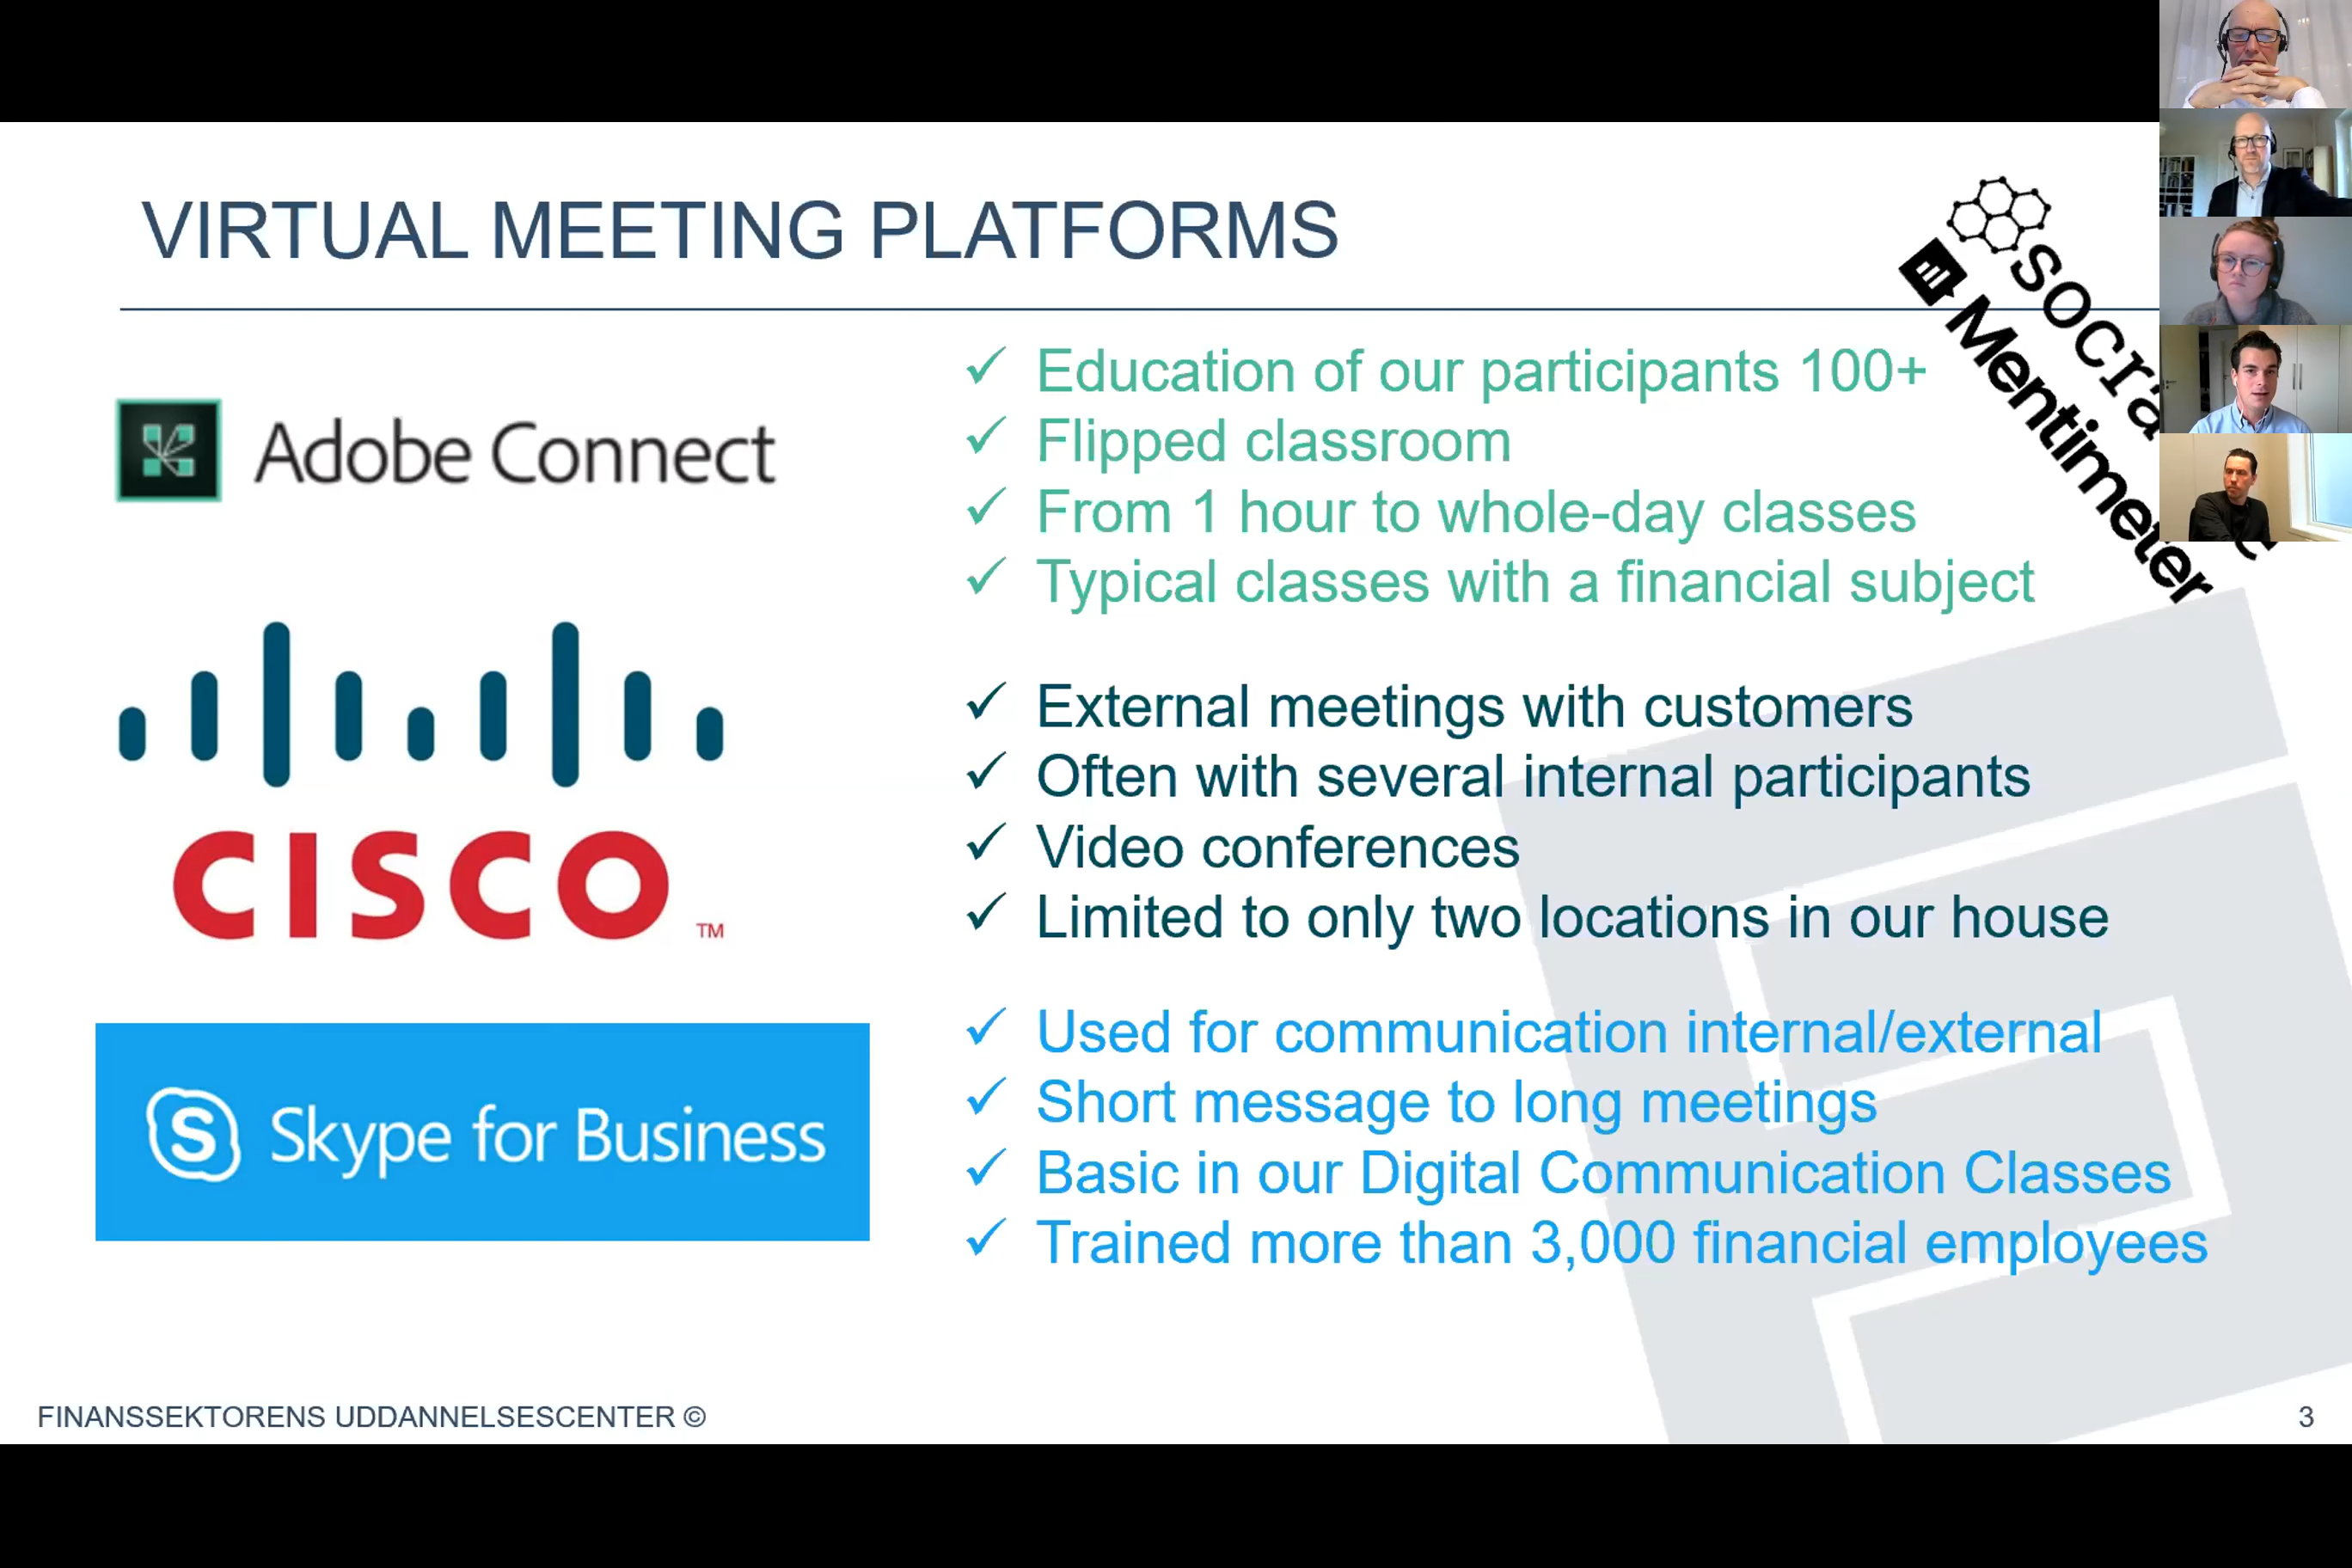 VIRTUAL MEETING PLATFORMS
Mentimeter
Adobe Connect
✓ Education of our participants 100+
✓ Flipped classroom
✓ From 1 hour to whole-day classes
✓ Typical classes with a financial subject
CISCO TM
✓ External meetings with customers
✓ Often with several internal participants
✓ Video conferences
✓ Limited to only two locations in our house
S Skype for Business
✓ Used for communication internal/external
✓ Short message to long meetings
✓ Basic in our Digital Communication Classes
✓ Trained more than 3,000 financial employees
FINANSSEKTORENS UDDANNELSESCENTER ©
3